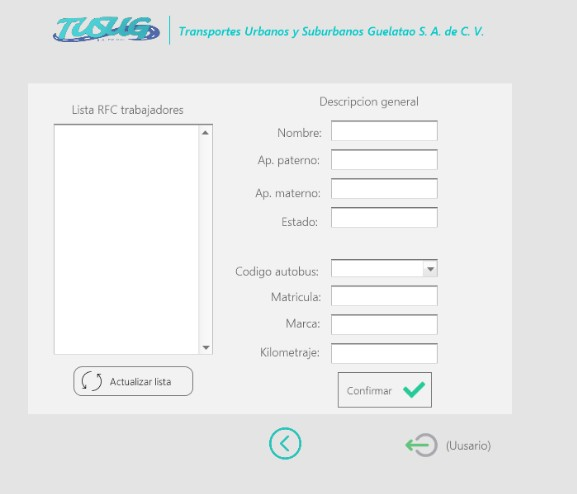 TUSUG
Transportes Urbanos y Suburbanos Guelatao S. A. de C. V.
Lista RFC trabajadores
Descripcion general
Nombre:
Ap. paterno:
Ap. materno:
Estado:
Codigo autobus:
Matricula:
Marca:
Kilometraje:
Actualizar lista
Confirmar
(Uusario)